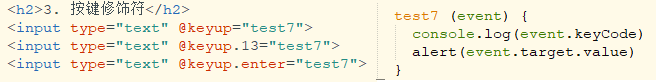 <h2>3. 按键修饰符</h2>
<input type="text" @keyup="test7">
<input type="text" @keyup.13="test7">
<input type="text" @keyup.enter="test7">
test7 (event) {
console.log(event.keyCode)
alert(event.target.value)
}